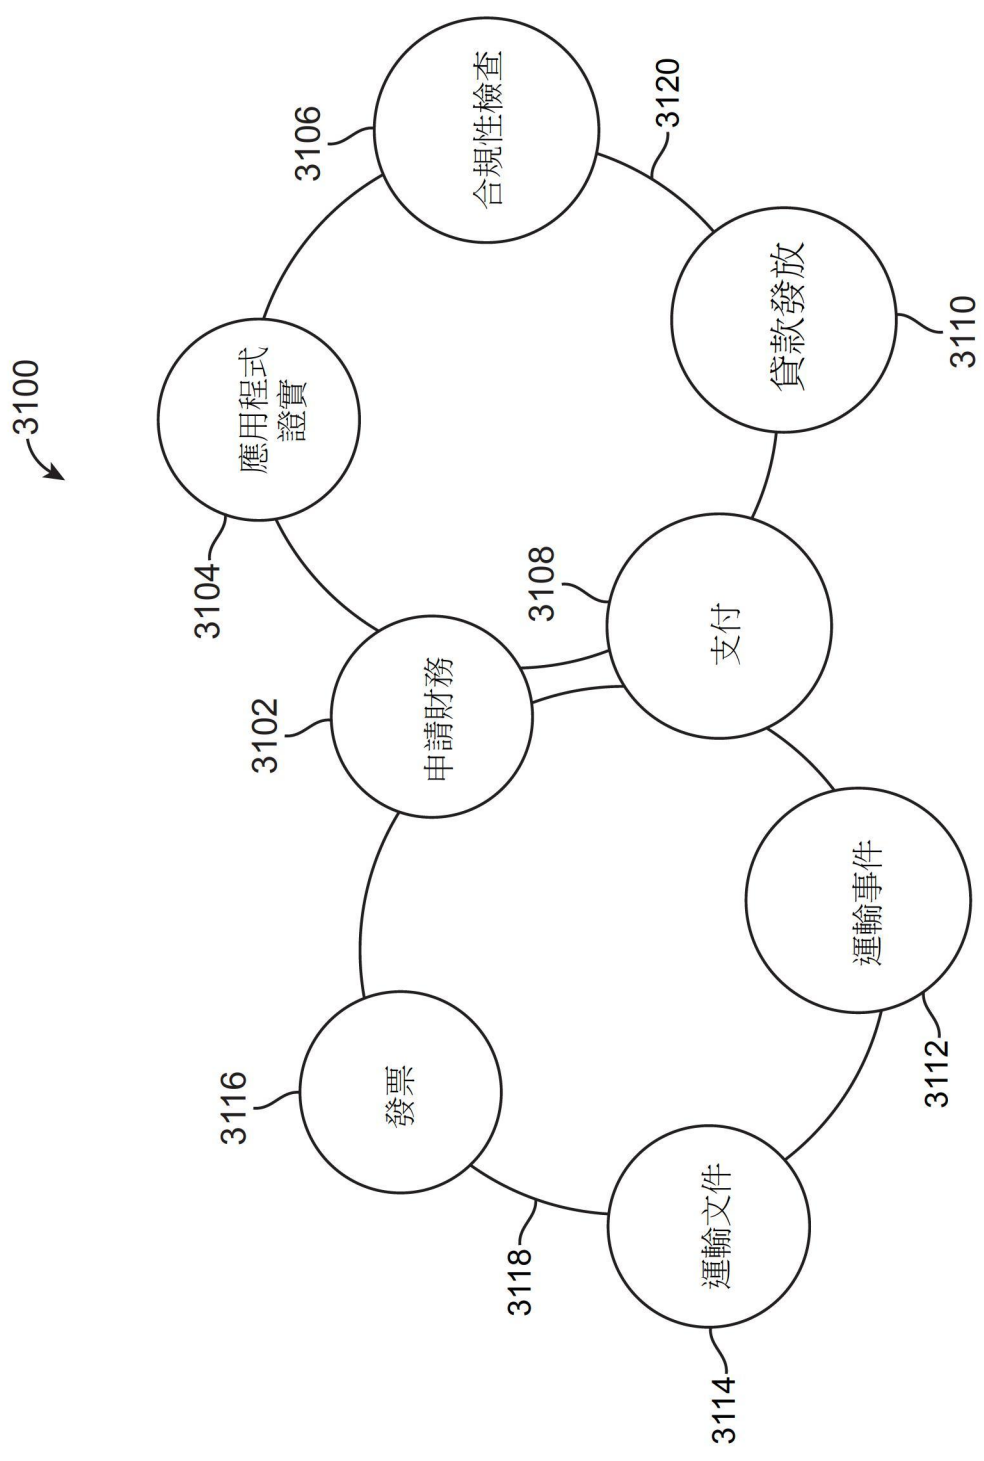 3100
3104
3116
3102
應用程式
證實
3106
發票
申請財務
合規性檢查
3118
3108
3120
3114
運輸文件
支付
貸款發放
運輸事件
3112
3110